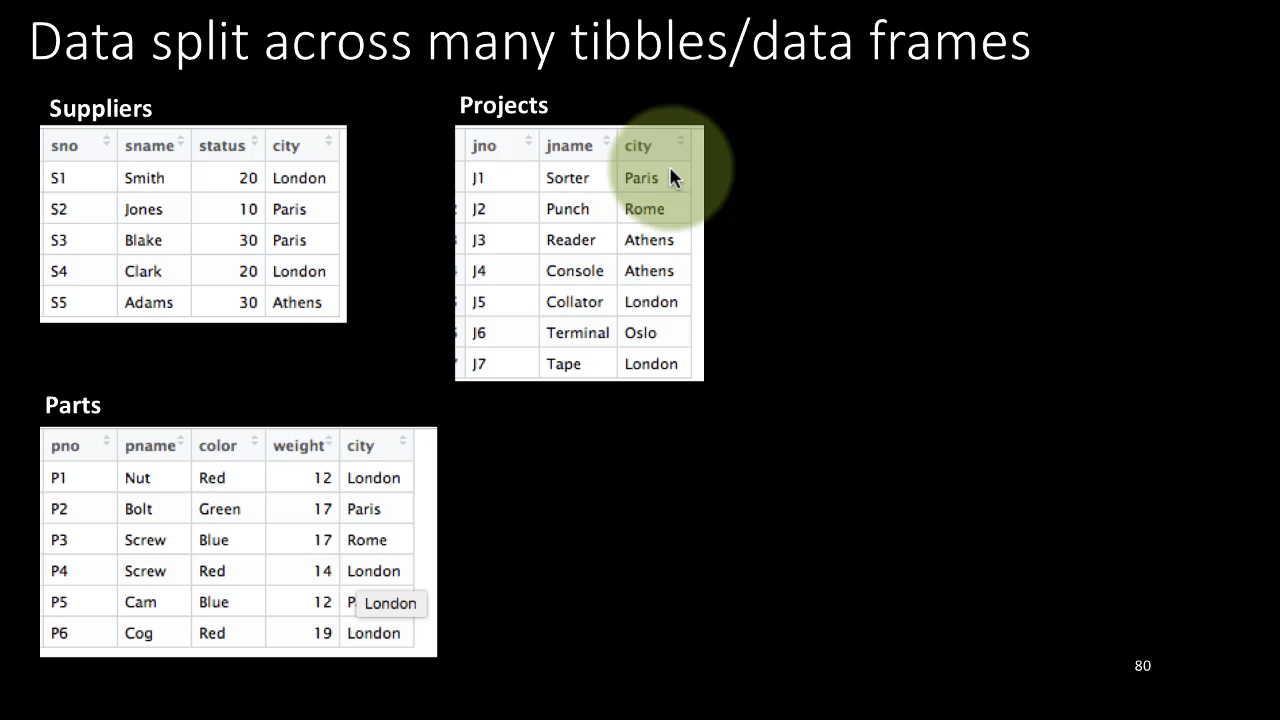 Data split across many tibbles/data frames
Suppliers
sno sname status city
S1 Smith 20 London
S2 Jones 10 Paris
S3 Blake 30 Paris
S4 Clark 20 London
S5 Adams 30 Athens
Projects
jno jname city
J1 Sorter Paris
J2 Punch Rome
J3 Reader Athens
J4 Console Athens
J5 Collator London
J6 Terminal Oslo
J7 Tape London
Parts
pno pname color weight city
P1 Nut Red 12 London
P2 Bolt Green 17 Paris
P3 Screw Blue 17 Rome
P4 Screw Red 14 London
P5 Cam Blue 12 P
London
P6 Cog Red 19 London
80